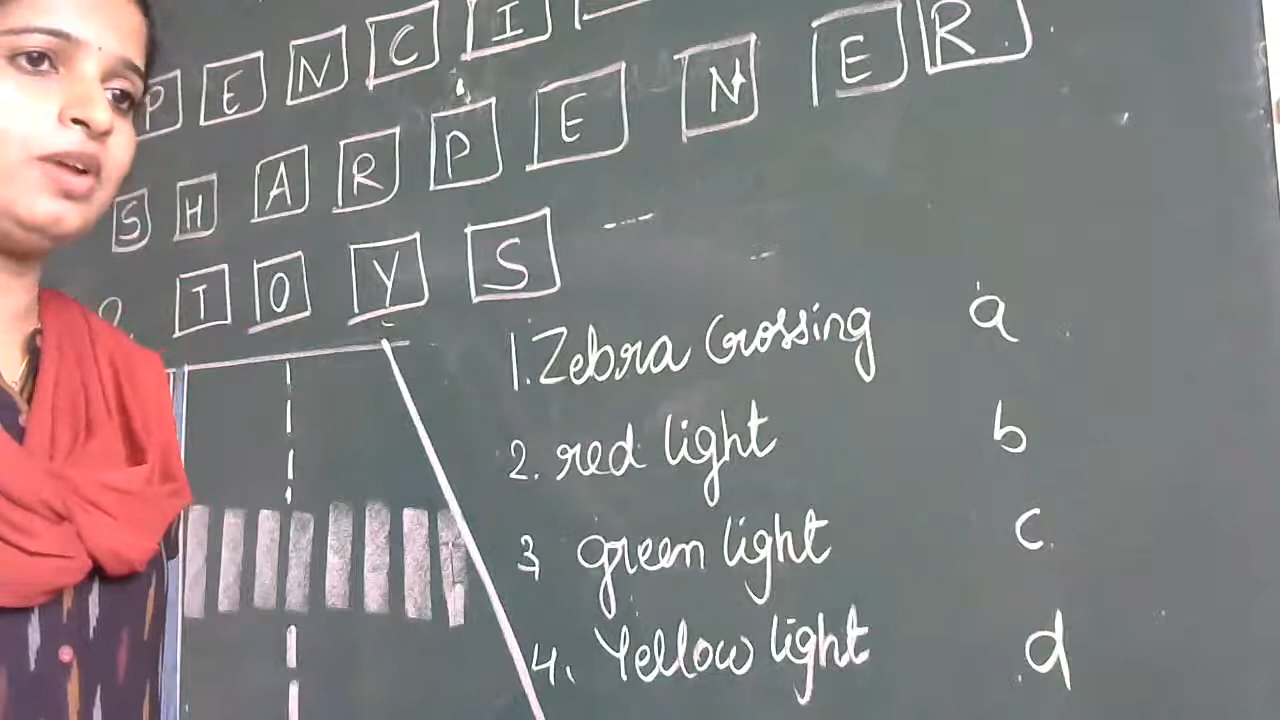 P E N C I
S H A R P E N E R
T O Y S
1. Zebra Crossing a
2. red light b
3 green light c
4. Yellow light d